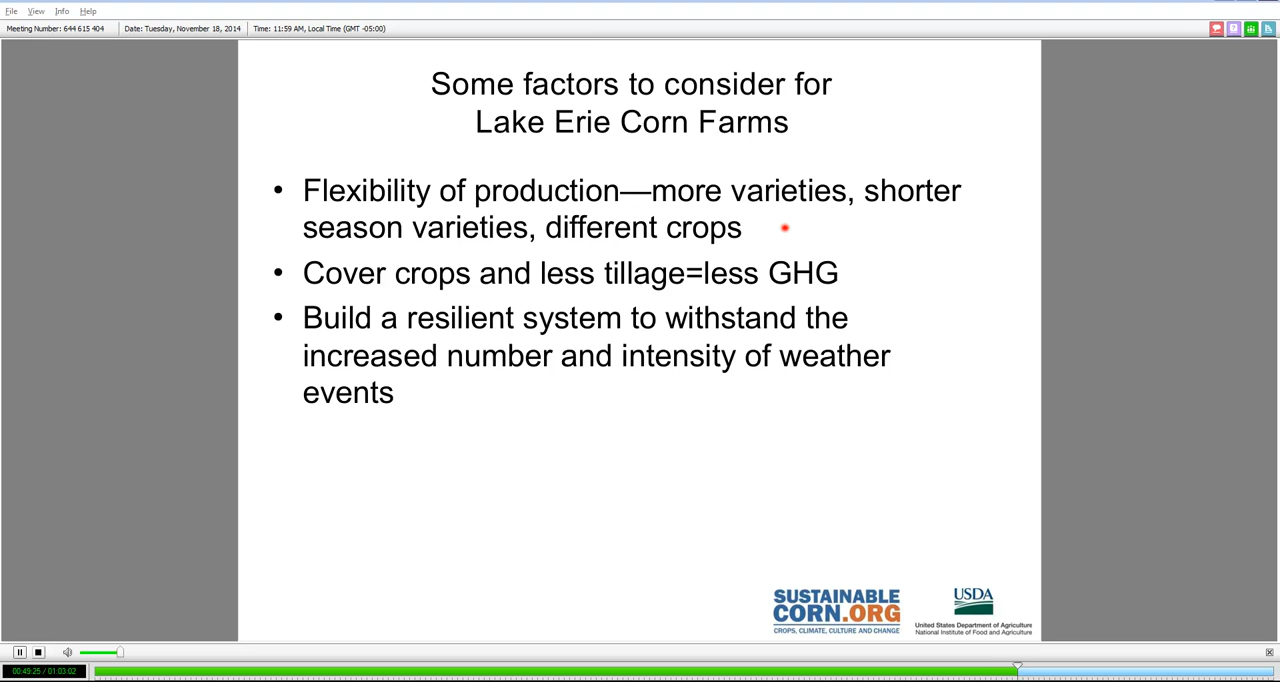 File View Info Help
Meeting Number: 644 615 404 Date: Tuesday, November 18, 2014 Time: 11:59 AM, Local Time (GMT -05:00)
Some factors to consider for
Lake Erie Corn Farms
• Flexibility of production—more varieties, shorter
season varieties, different crops
• Cover crops and less tillage=less GHG
• Build a resilient system to withstand the
increased number and intensity of weather
events
SUSTAINABLE
CORN.ORG
CROPS, CLIMATE, CULTURE AND CHANGE
USDA
United States Department of Agriculture
National Institute of Food and Agriculture
00:49:25 / 01:03:02